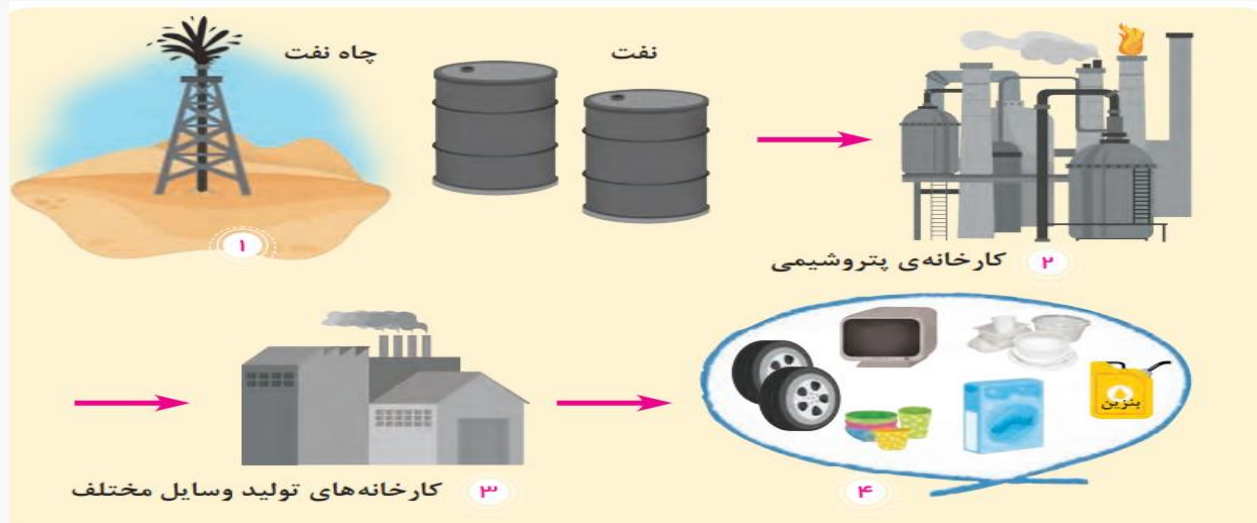 چاه نفت
نفت
۱
۲ کارخانه‌ی پتروشیمی
۳ کارخانه‌های تولید وسایل مختلف
۴
بنزین